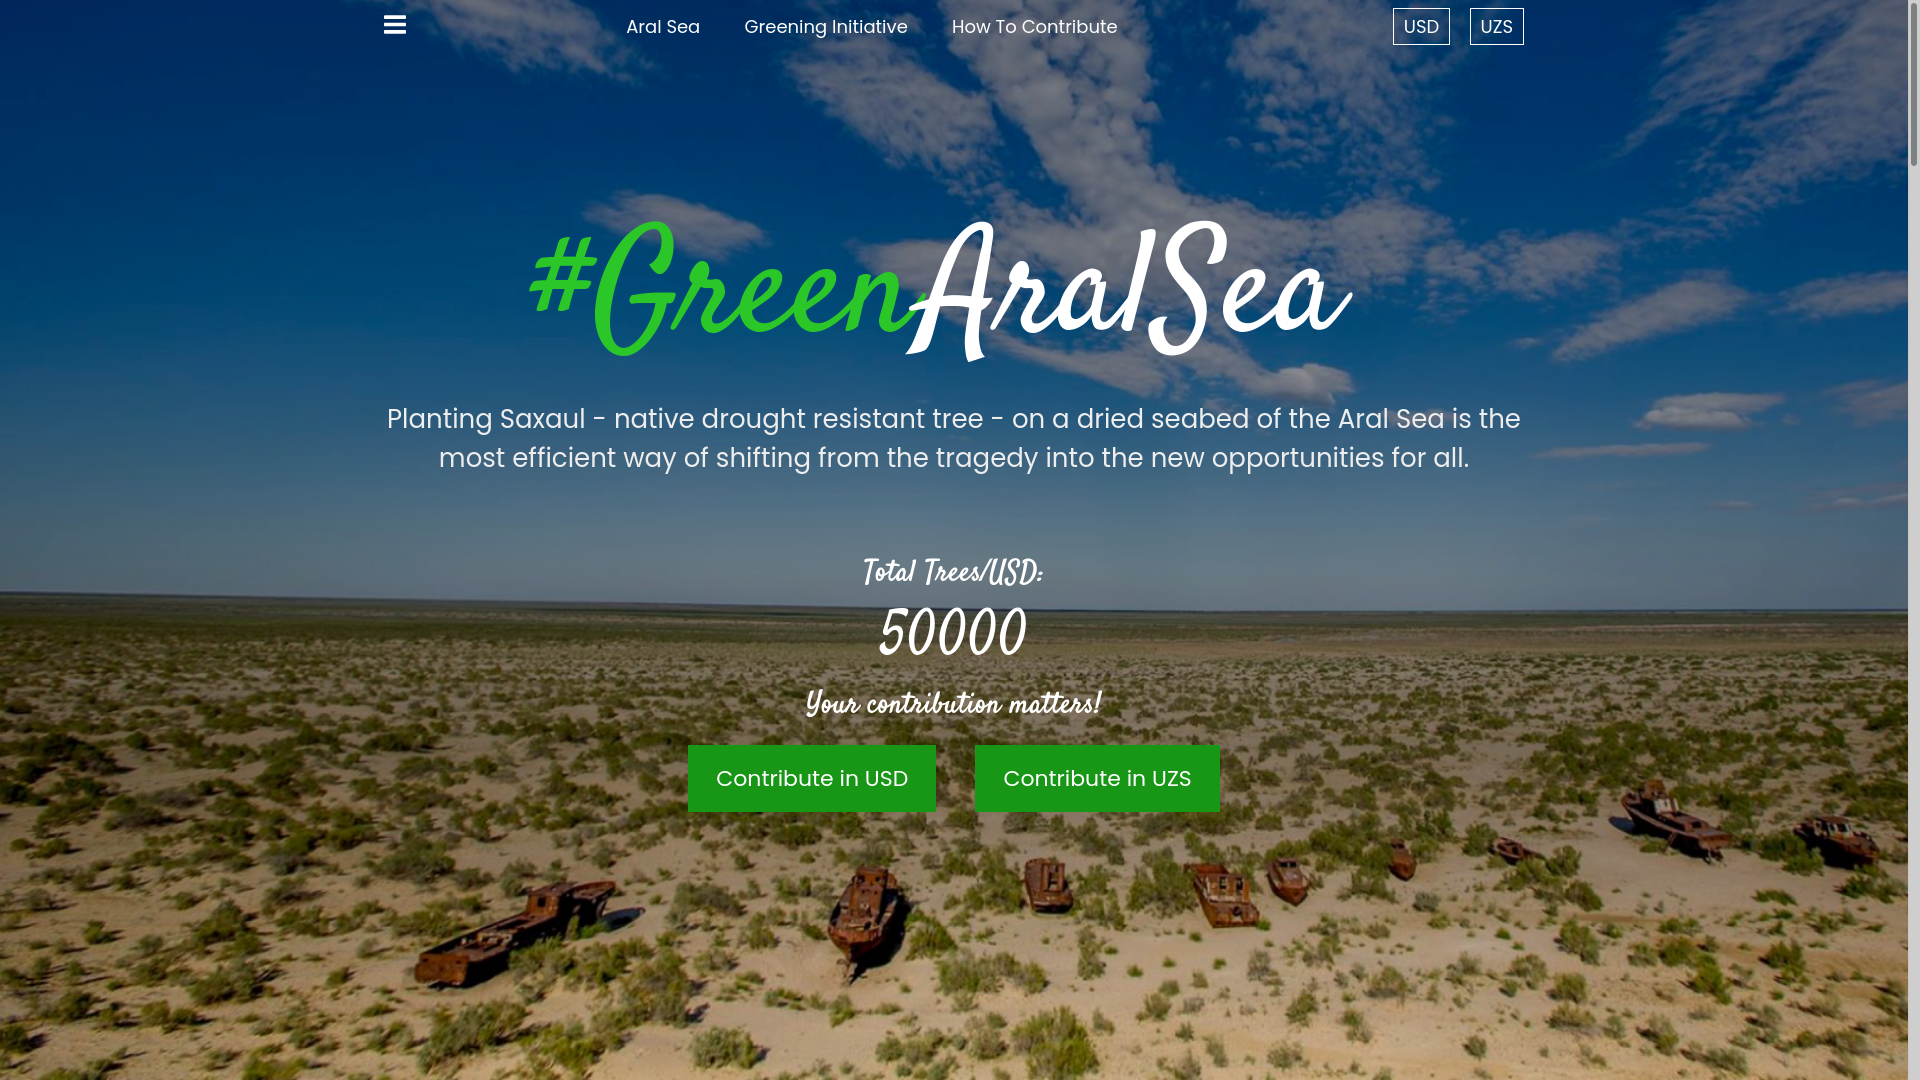 Aral Sea
Greening Initiative
How To Contribute
USD
UZS
#GreenAralSea
Planting Saxaul - native drought resistant tree - on a dried seabed of the Aral Sea is the
most efficient way of shifting from the tragedy into the new opportunities for all.
Total Trees/USD:
50000
Your contribution matters!
Contribute in USD
Contribute in UZS